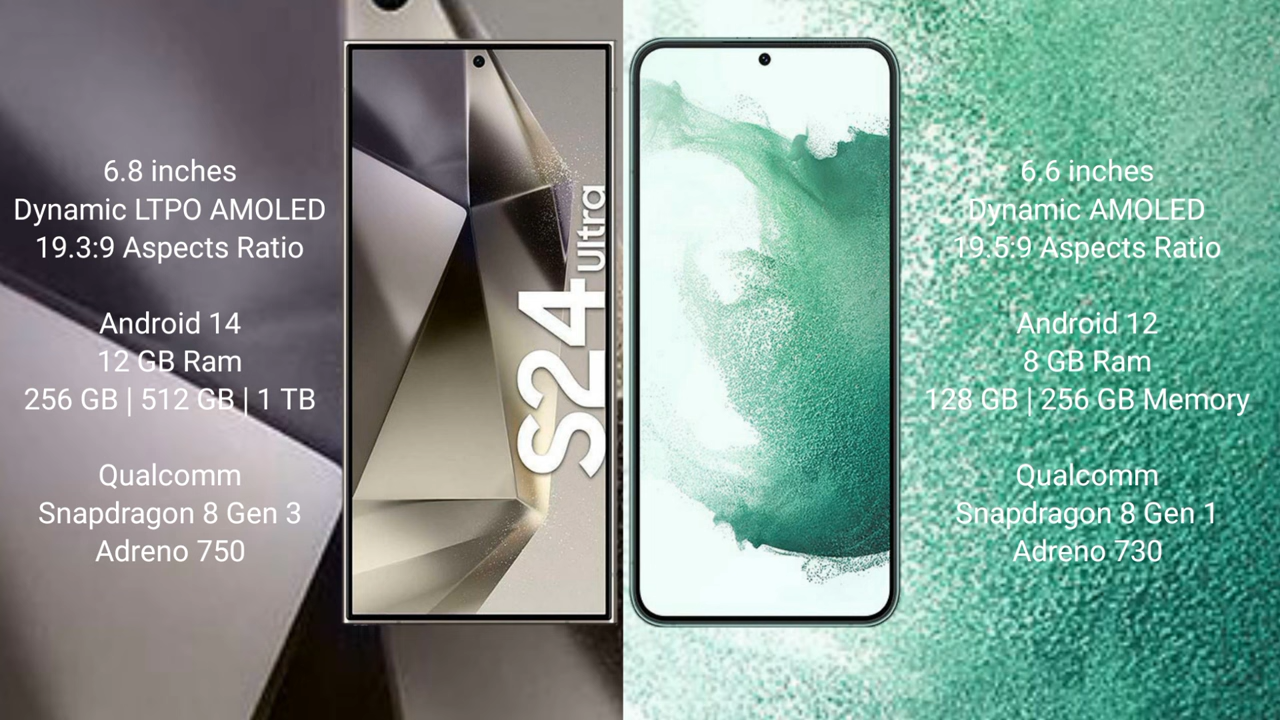 6.8 inches
Dynamic LTPO AMOLED
19.3:9 Aspects Ratio
Android 14
12 GB Ram
256 GB | 512 GB | 1 TB
Qualcomm
Snapdragon 8 Gen 3
Adreno 750
S24 ultra
6.6 inches
Dynamic AMOLED
19.5:9 Aspects Ratio
Android 12
8 GB Ram
128 GB | 256 GB Memory
Qualcomm
Snapdragon 8 Gen 1
Adreno 730